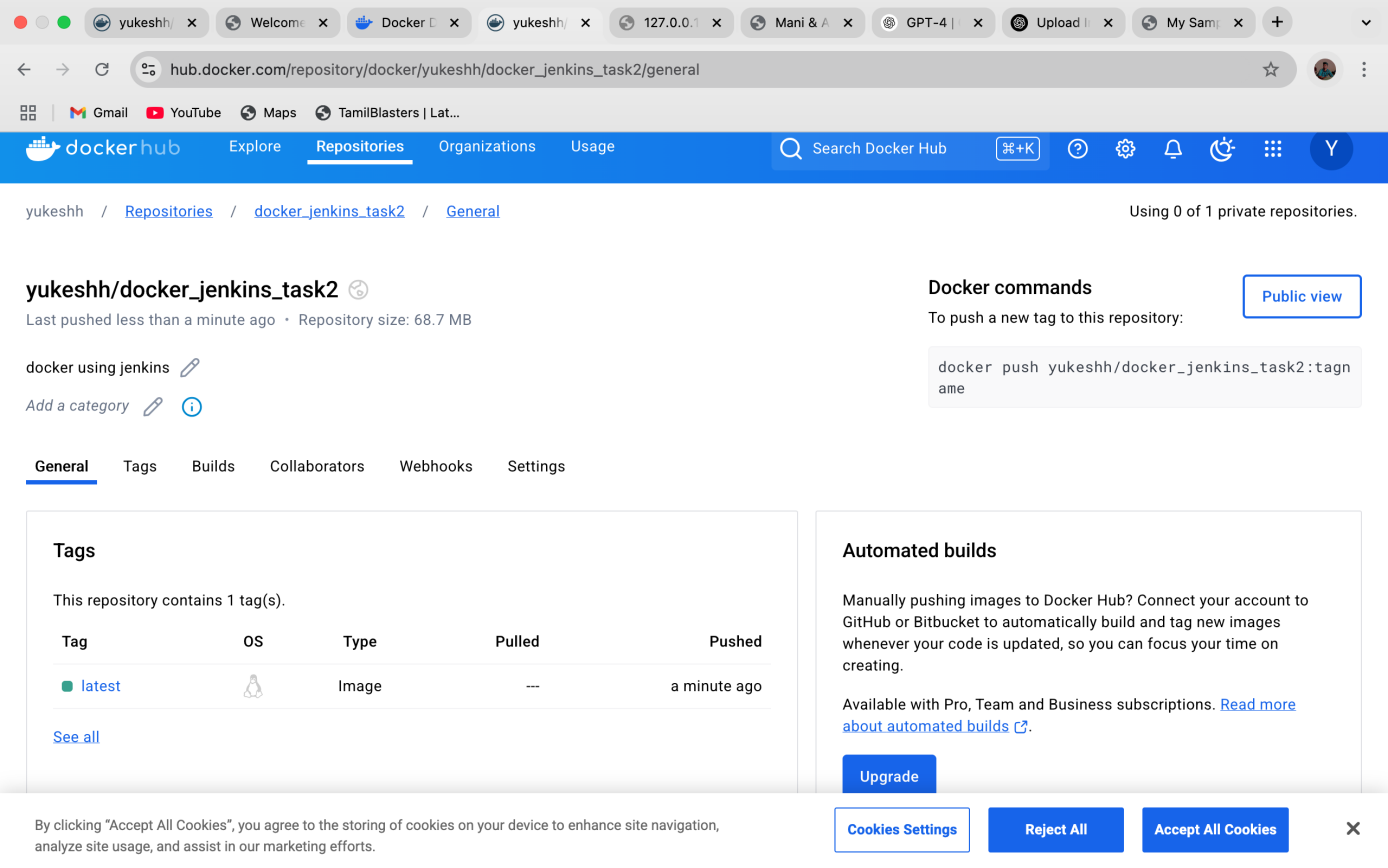 yukeshh/
Welcome
Docker D
yukeshh/
127.0.0.1
Mani & A
GPT-4 |
Upload I
My Samp
hub.docker.com/repository/docker/yukeshh/docker_jenkins_task2/general
Gmail
YouTube
Maps
TamilBlasters | Lat...
dockerhub
Explore
Repositories
Organizations
Usage
Search Docker Hub
⌘+K
Y
yukeshh / Repositories / docker_jenkins_task2 / General
Using 0 of 1 private repositories.
yukeshh/docker_jenkins_task2
Last pushed less than a minute ago • Repository size: 68.7 MB
docker using jenkins
Add a category
Docker commands
To push a new tag to this repository:
Public view
docker push yukeshh/docker_jenkins_task2:tagn
ame
General
Tags
Builds
Collaborators
Webhooks
Settings
Tags
This repository contains 1 tag(s).
Tag OS Type Pulled Pushed
latest Image --- a minute ago
See all
Automated builds
Manually pushing images to Docker Hub? Connect your account to
GitHub or Bitbucket to automatically build and tag new images
whenever your code is updated, so you can focus your time on
creating.
Available with Pro, Team and Business subscriptions. Read more
about automated builds .
Upgrade
By clicking “Accept All Cookies”, you agree to the storing of cookies on your device to enhance site navigation,
analyze site usage, and assist in our marketing efforts.
Cookies Settings
Reject All
Accept All Cookies